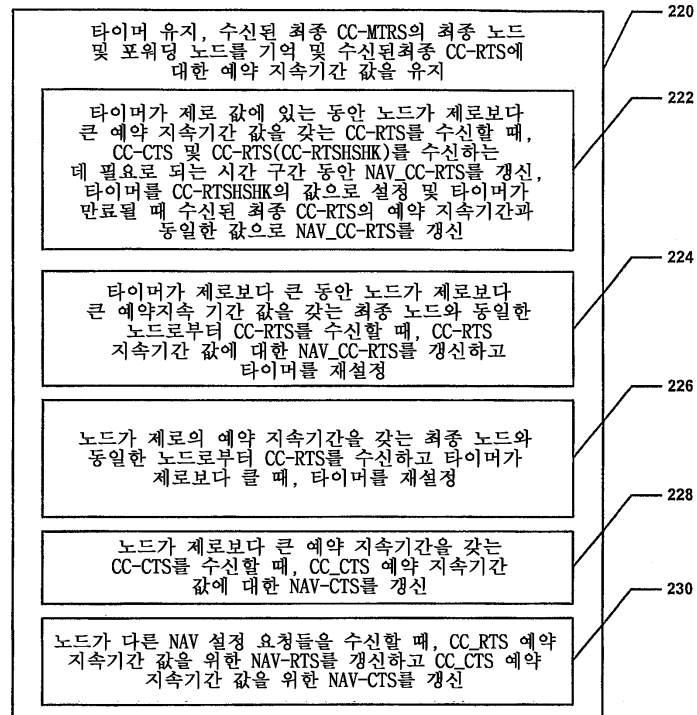 타이머 유지, 수신된 최종 CC-MTRS의 최종 노드
및 포워딩 노드를 기억 및 수신된최종 CC-RTS에
대한 예약 지속기간 값을 유지
220
타이머가 제로 값에 있는 동안 노드가 제로보다
큰 예약 지속기간 값을 갖는 CC-RTS를 수신할 때,
CC-CTS 및 CC-RTS(CC-RTSHSHK)를 수신하는
데 필요로 되는 시간 구간 동안 NAV_CC-RTS를 갱신,
타이머를 CC-RTSHSHK의 값으로 설정 및 타이머가
만료될 때 수신된 최종 CC-RTS의 예약 지속기간과
동일한 값으로 NAV_CC-RTS를 갱신
222
타이머가 제로보다 큰 동안 노드가 제로보다
큰 예약지속 기간 값을 갖는 최종 노드와 동일한
노드로부터 CC-RTS를 수신할 때, CC-RTS
지속기간 값에 대한 NAV_CC-RTS를 갱신하고
타이머를 재설정
224
노드가 제로의 예약 지속기간을 갖는 최종 노드와
동일한 노드로부터 CC-RTS를 수신하고 타이머가
제로보다 클 때, 타이머를 재설정
226
노드가 제로보다 큰 예약 지속기간을 갖는
CC-CTS를 수신할 때, CC_CTS 예약 지속기간
값에 대한 NAV-CTS를 갱신
228
노드가 다른 NAV 설정 요청들을 수신할 때, CC_RTS 예약
지속기간 값을 위한 NAV-RTS를 갱신하고 CC_CTS 예약
지속기간 값을 위한 NAV-CTS를 갱신
230